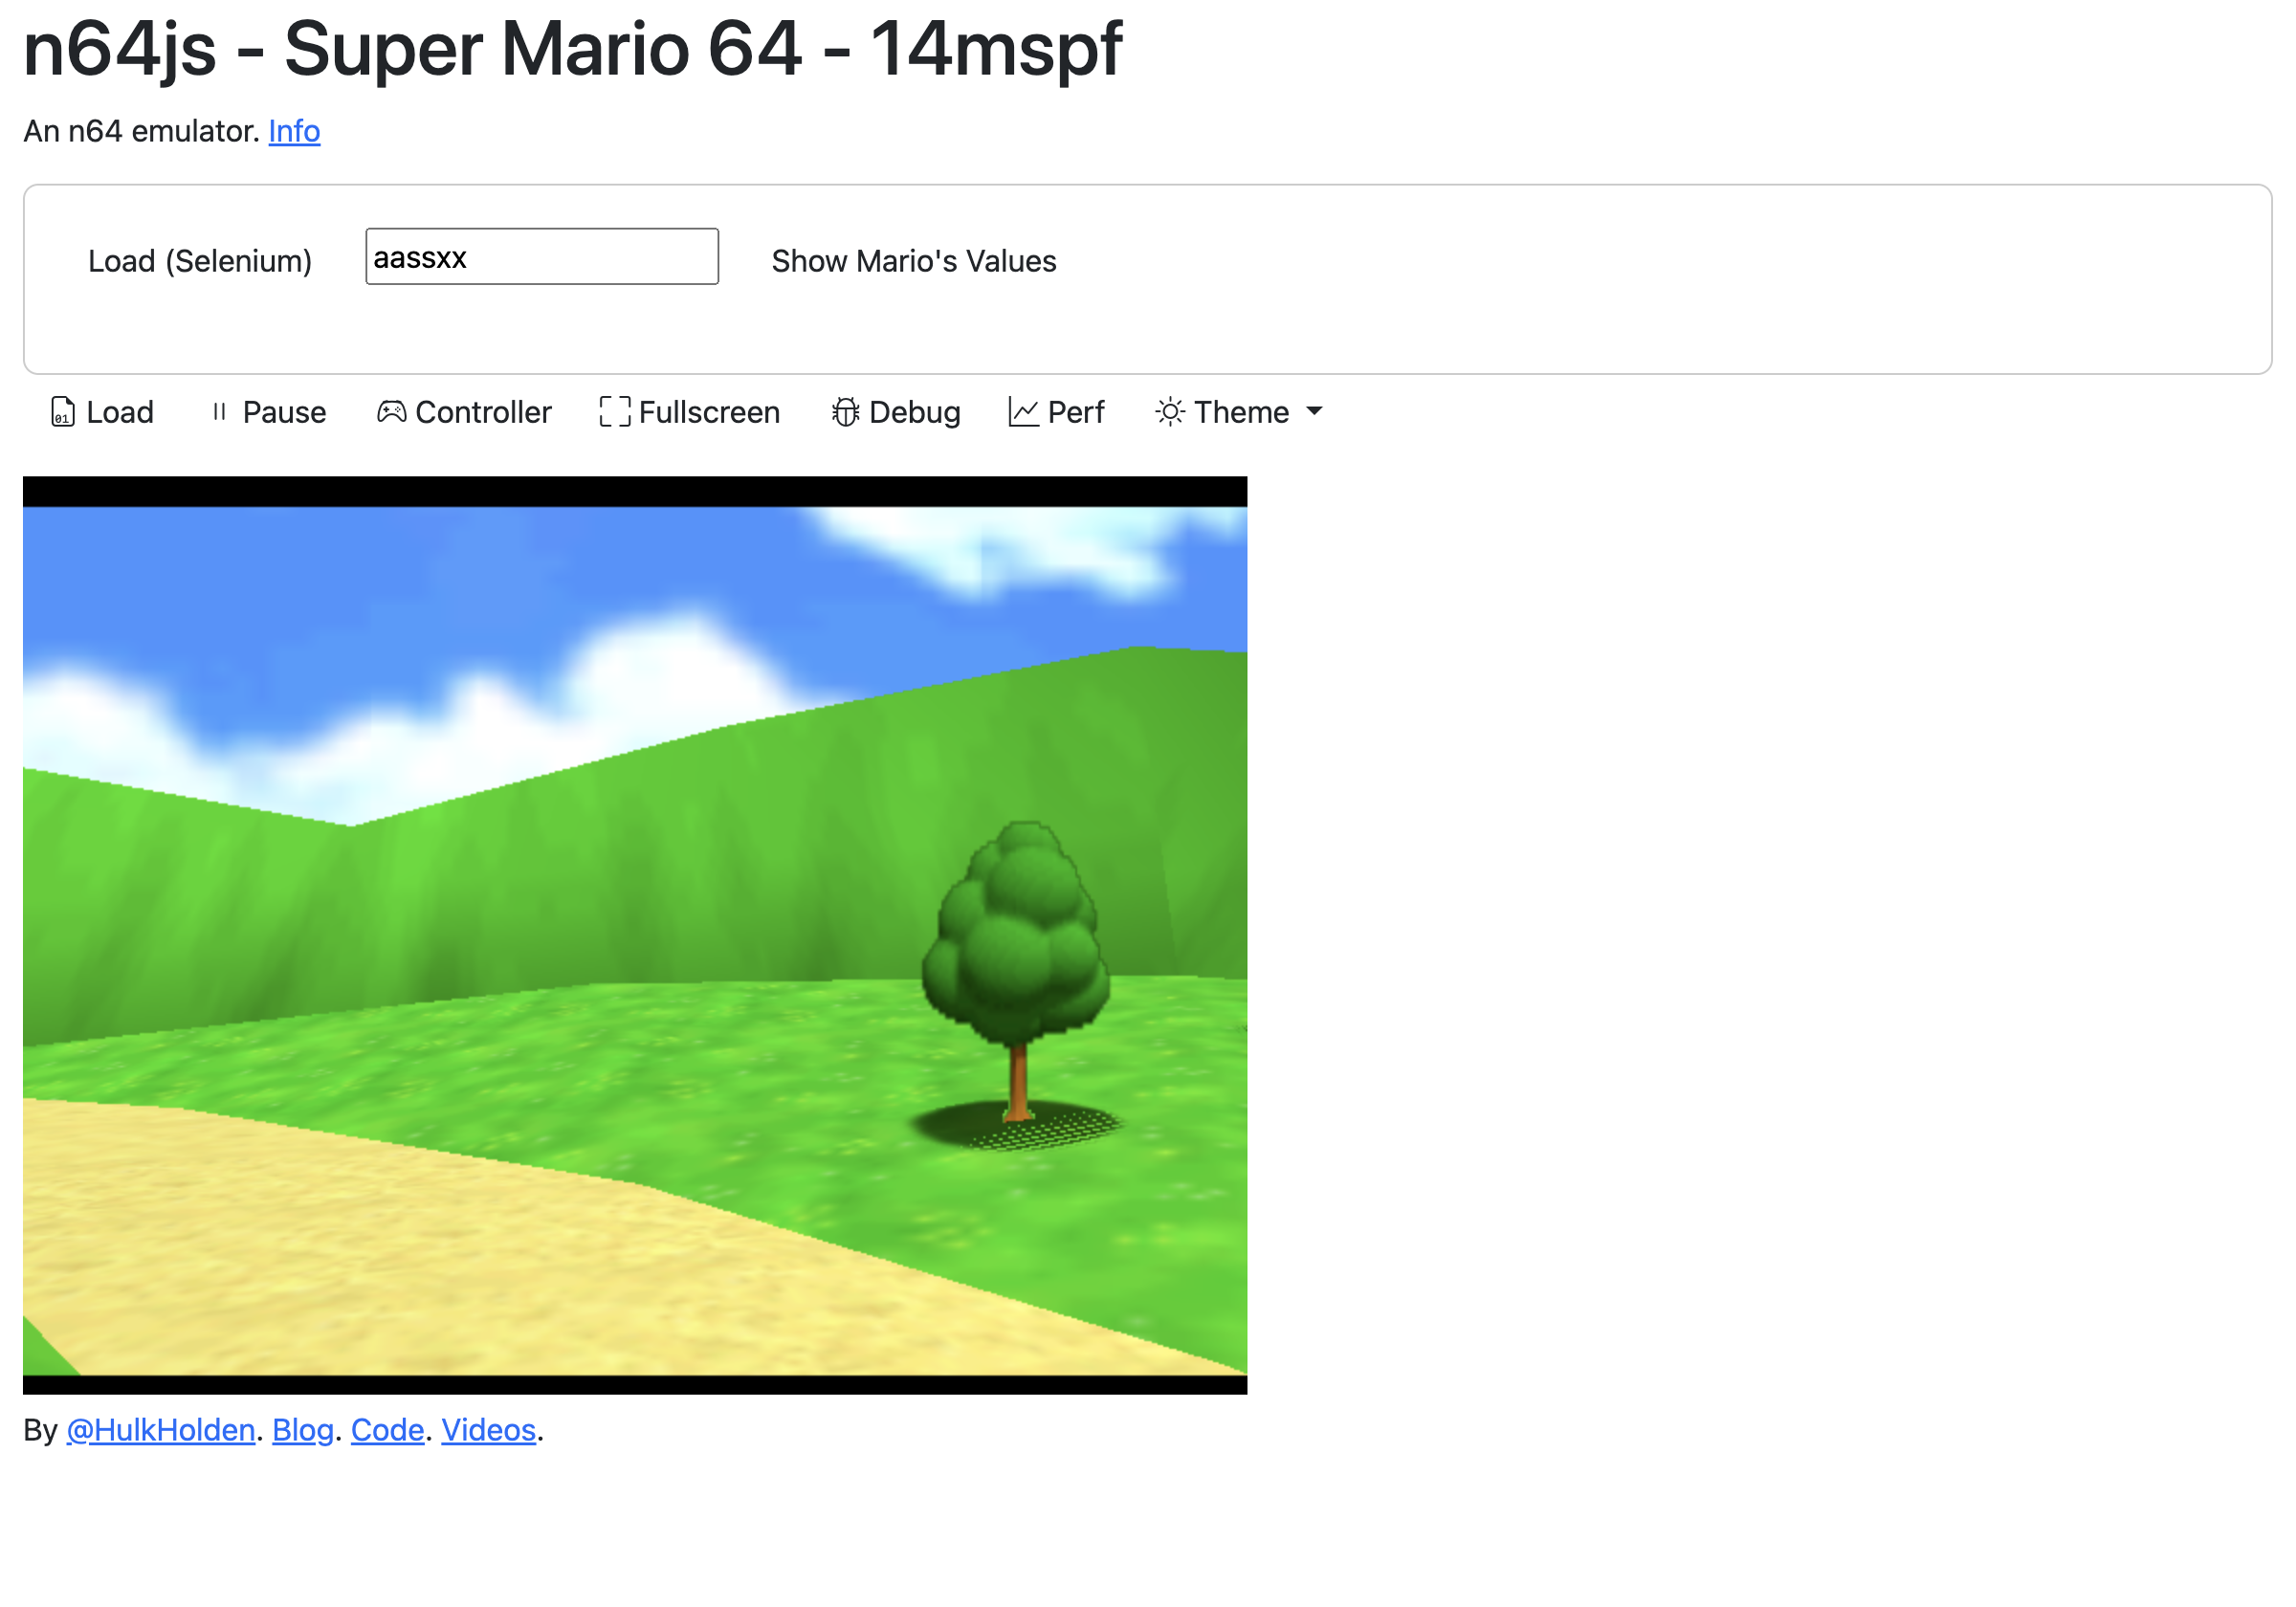 n64js - Super Mario 64 - 14mspf
An n64 emulator. Info
Load (Selenium) aassxx Show Mario's Values
Load Pause Controller Fullscreen Debug Perf Theme
By @HulkHolden. Blog. Code. Videos.